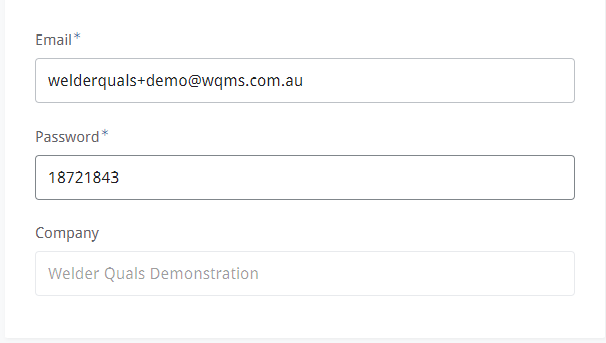 Email*
welderquals+demo@wqms.com.au
Password*
18721843
Company
Welder Quals Demonstration